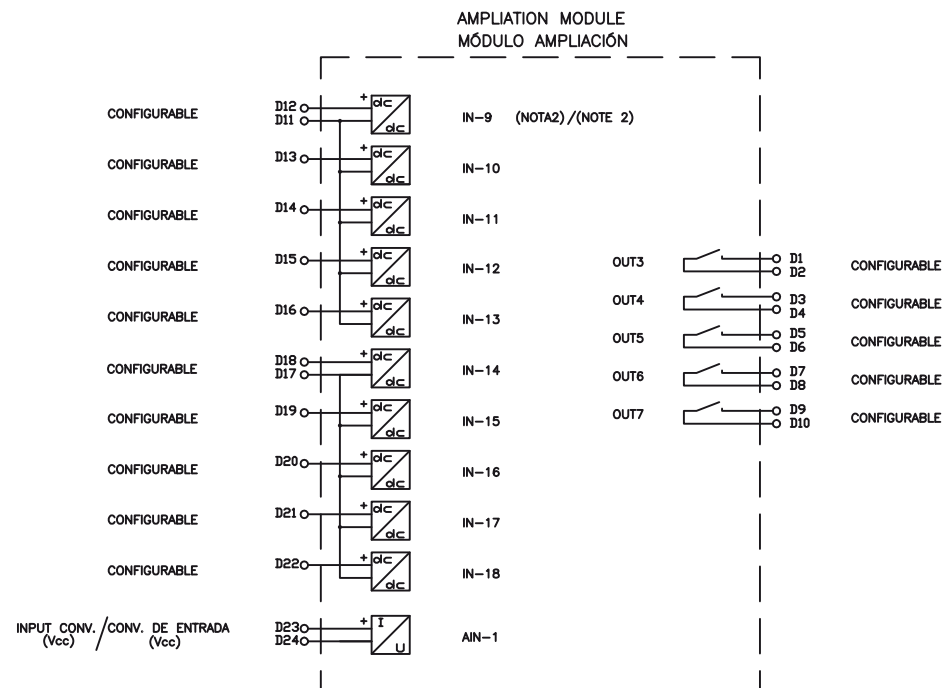 AMPLIATION MODULE
MÓDULO AMPLIACIÓN
CONFIGURABLE D12 + dc IN-9 (NOTA2)/(NOTE 2)
D11 dc
CONFIGURABLE D13 + dc IN-10
dc
CONFIGURABLE D14 + dc IN-11
dc
CONFIGURABLE D15 + dc IN-12
dc
CONFIGURABLE D16 + dc IN-13
dc
CONFIGURABLE D18 + dc IN-14
D17 dc
CONFIGURABLE D19 + dc IN-15
dc
CONFIGURABLE D20 + dc IN-16
dc
CONFIGURABLE D21 + dc IN-17
dc
CONFIGURABLE D22 + dc IN-18
dc
INPUT CONV./CONV. DE ENTRADA D23 + I AIN-1
(Vcc) (Vcc) D24 U
OUT3 D1 CONFIGURABLE
D2
OUT4 D3 CONFIGURABLE
D4
OUT5 D5 CONFIGURABLE
D6
OUT6 D7 CONFIGURABLE
D8
OUT7 D9 CONFIGURABLE
D10